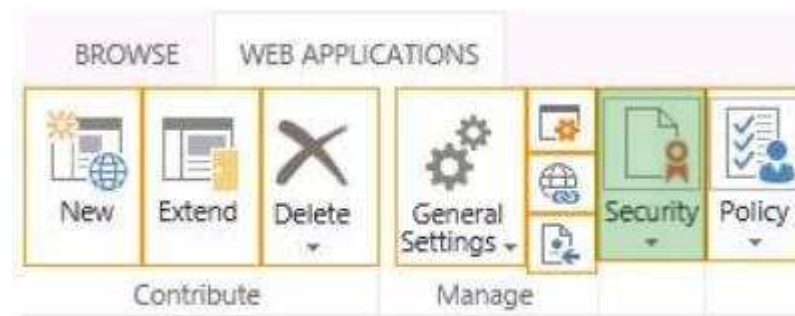 BROWSE WEB APPLICATIONS
New Extend Delete General Settings Security Policy
Contribute Manage